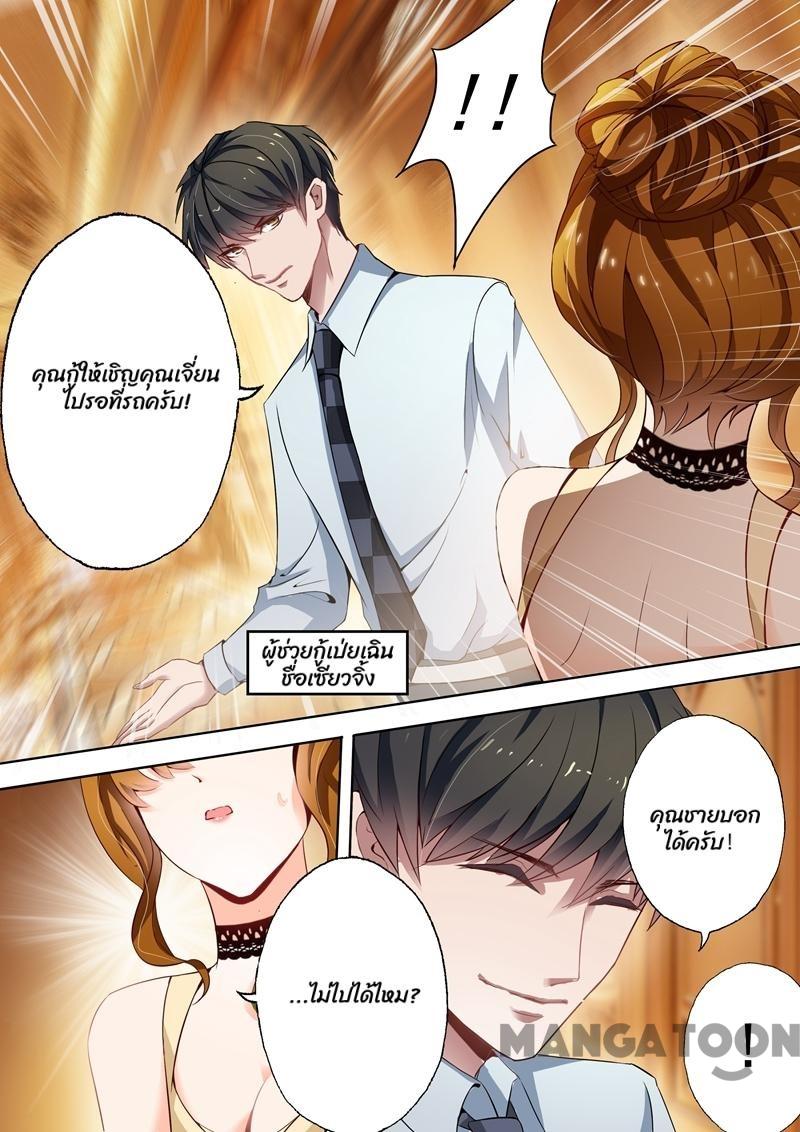 !!
คุณกู้ให้เชิญคุณเจี่ยน
ไปรอที่รถครับ!
ผู้ช่วยกู้เป่ยเฉิน
ชื่อเซียวจิ้ง
...ไม่ไปได้ไหม?
คุณชายบอก
ได้ครับ!
!
MANGATOON